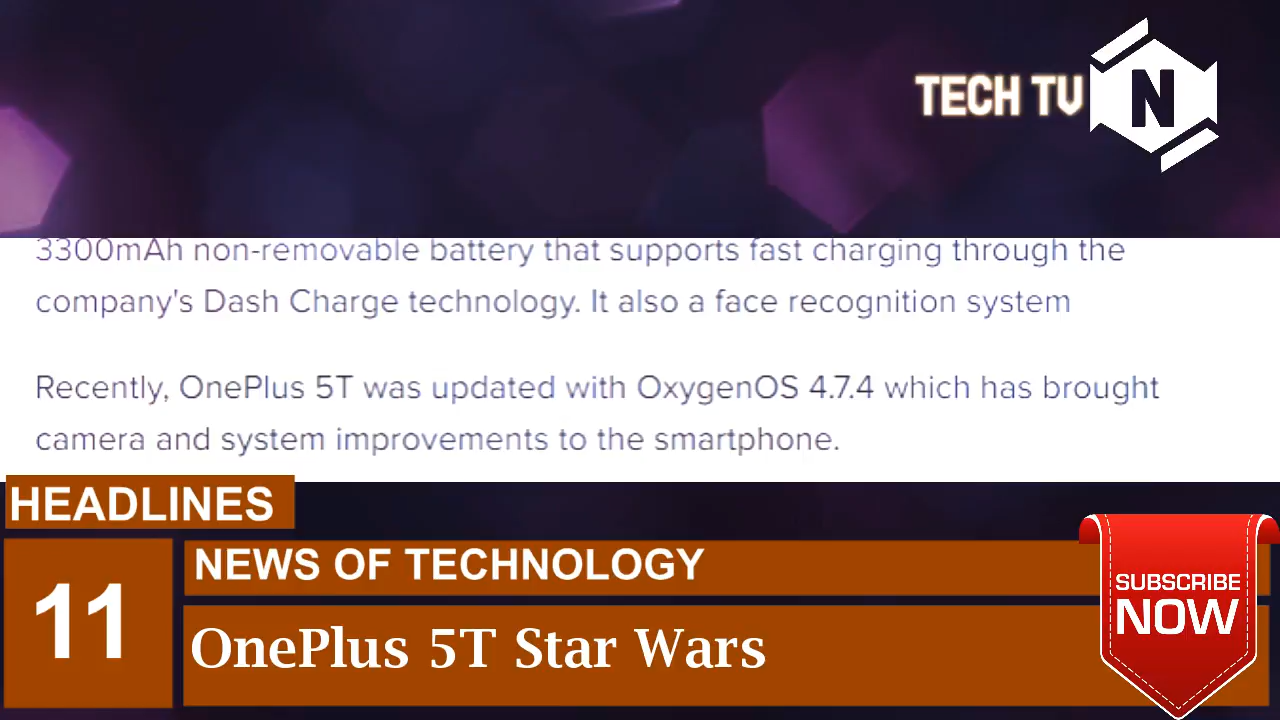 TECH TV N
3300mAh non-removable battery that supports fast charging through the
company's Dash Charge technology. It also a face recognition system
Recently, OnePlus 5T was updated with OxygenOS 4.7.4 which has brought
camera and system improvements to the smartphone.
HEADLINES
11
NEWS OF TECHNOLOGY
OnePlus 5T Star Wars
SUBSCRIBE
NOW